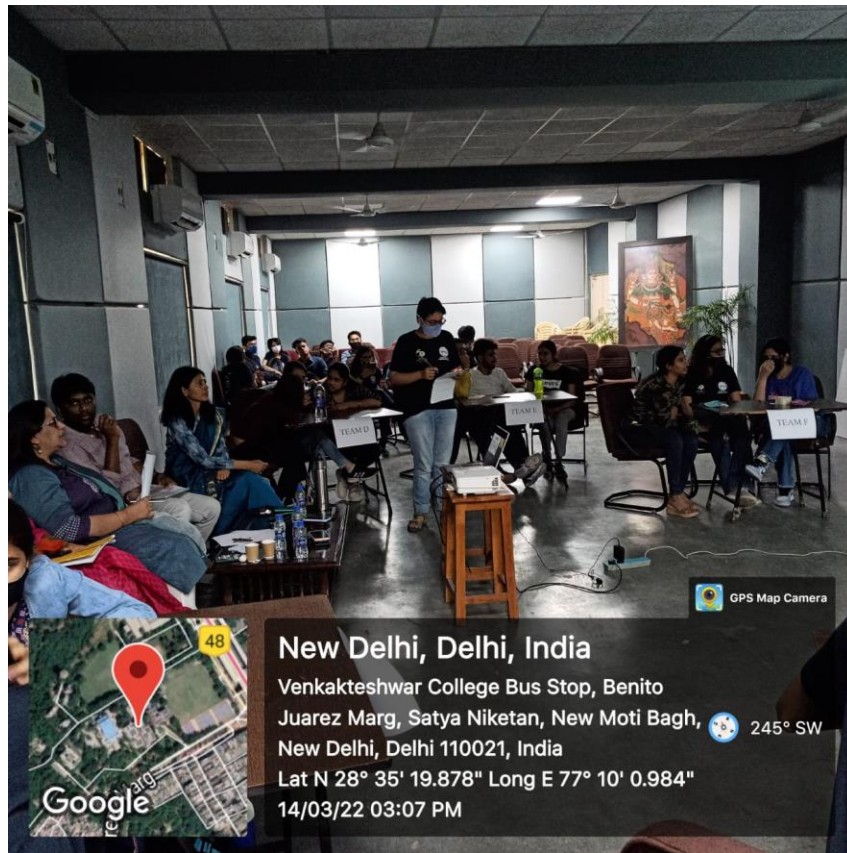 TEAM D
TEAM E
TEAM F
GPS Map Camera
48
Google
New Delhi, Delhi, India
Venkakteshwar College Bus Stop, Benito
Juarez Marg, Satya Niketan, New Moti Bagh,
New Delhi, Delhi 110021, India
Lat N 28° 35' 19.878" Long E 77° 10' 0.984"
14/03/22 03:07 PM
245° SW